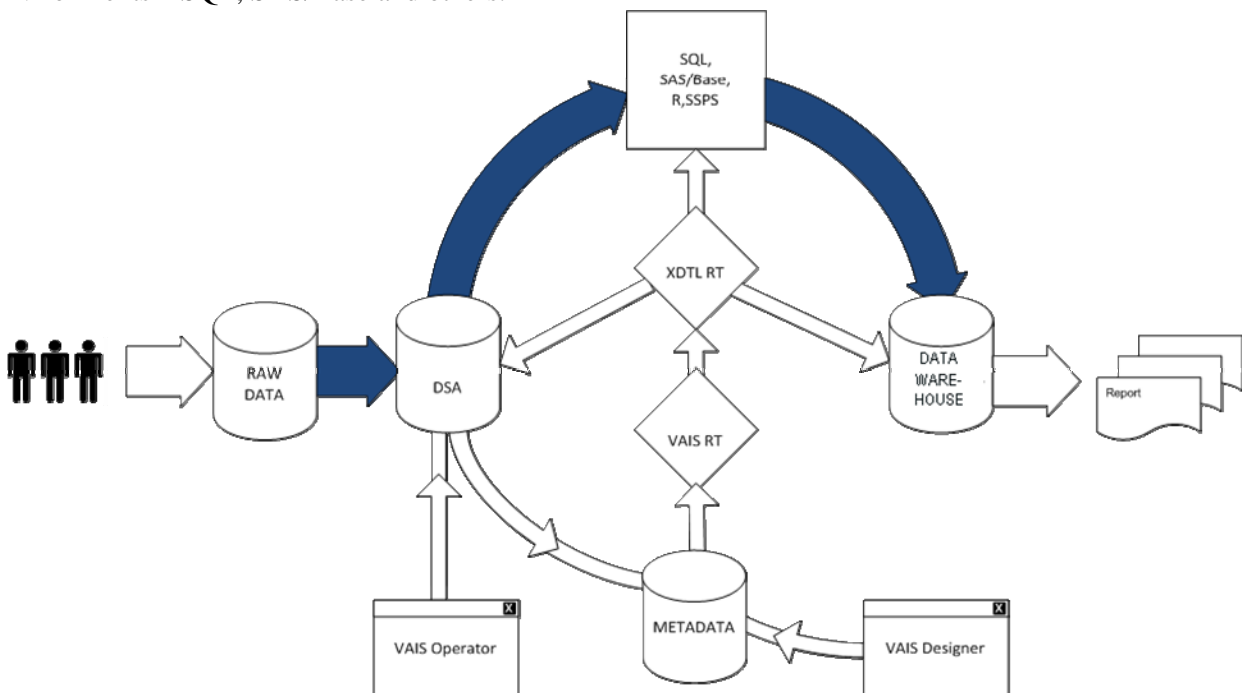 SQL,
SAS/Base,
R,SSPS
XDTL RT
RAW
DATA
DSA
DATA
WARE-
HOUSE
Report
VAIS RT
METADATA
X
VAIS Operator
X
VAIS Designer